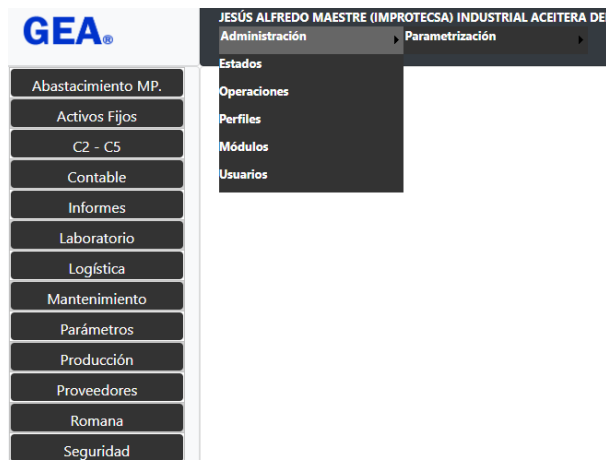 GEA®
JESÚS ALFREDO MAESTRE (IMPROTECSA) INDUSTRIAL ACEITERA DE
Administración
Parametrización
Estados
Operaciones
Perfiles
Módulos
Usuarios
Abastacimiento MP.
Activos Fijos
C2 - C5
Contable
Informes
Laboratorio
Logística
Mantenimiento
Parámetros
Producción
Proveedores
Romana
Seguridad